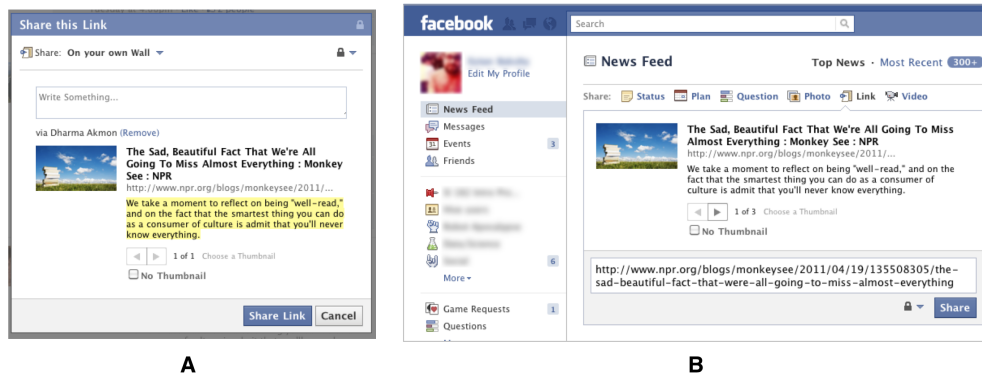 Share this Link
Share: On your own Wall
Write Something...
via Dharma Akmon (Remove)
The Sad, Beautiful Fact That We're All
Going To Miss Almost Everything : Monkey
See : NPR
http://www.npr.org/blogs/monkeysee/2011/...
We take a moment to reflect on being "well-read,"
and on the fact that the smartest thing you can do
as a consumer of culture is admit that you'll never
know everything.
1 of 1 Choose a Thumbnail
No Thumbnail
Share Link Cancel
A
facebook
Search
Edit My Profile
News Feed
Messages
Events 3
Friends
6
More
Game Requests 1
Questions
News Feed
Top News · Most Recent 300+
Share: Status Plan Question Photo Link Video
The Sad, Beautiful Fact That We're All Going To Miss
Almost Everything : Monkey See : NPR
http://www.npr.org/blogs/monkeysee/2011/...
We take a moment to reflect on being "well-read," and on the
fact that the smartest thing you can do as a consumer of
culture is admit that you'll never know everything.
1 of 3 Choose a Thumbnail
No Thumbnail
http://www.npr.org/blogs/monkeysee/2011/04/19/135508305/the-
sad-beautiful-fact-that-were-all-going-to-miss-almost-everything
Share
B